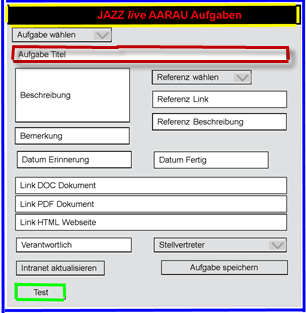 JAZZ live AARAU Aufgaben
Aufgabe wählen
Aufgabe Titel
Beschreibung
Referenz wählen
Referenz Link
Referenz Beschreibung
Bemerkung
Datum Erinnerung
Datum Fertig
Link DOC Dokument
Link PDF Dokument
Link HTML Webseite
Verantwortlich
Stellvertreter
Intranet aktualisieren
Aufgabe speichern
Test